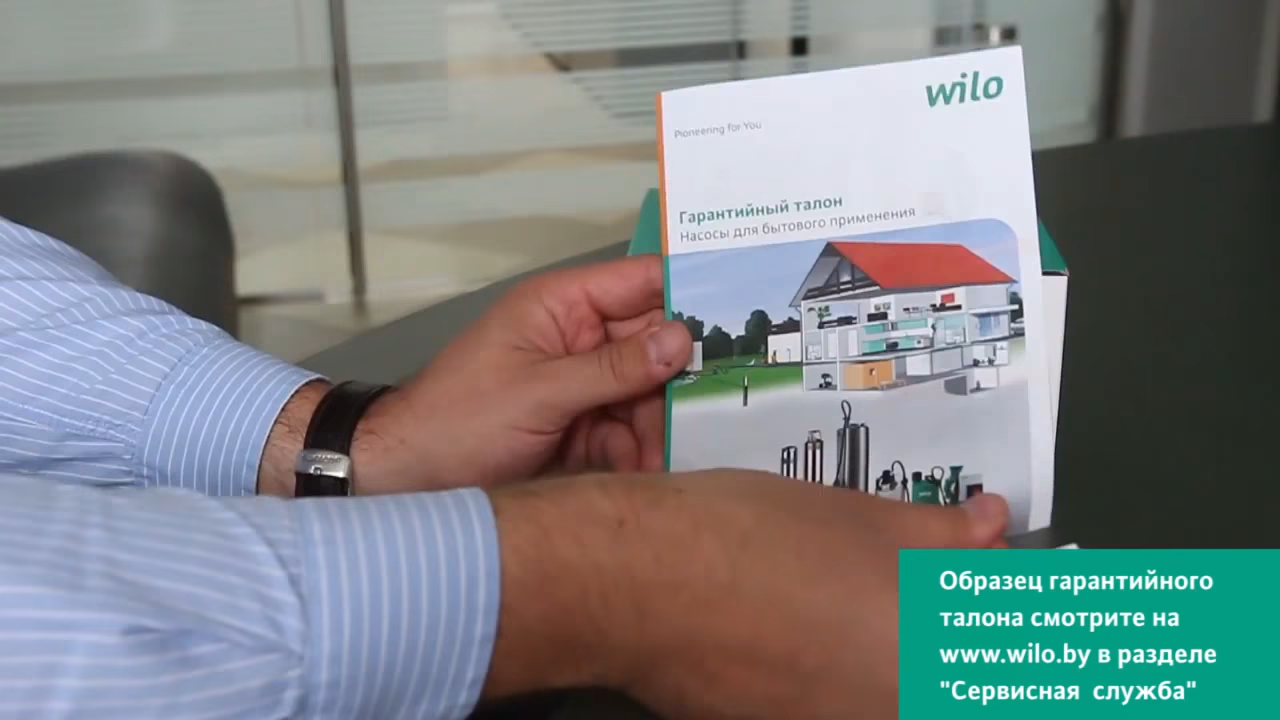 wilo
Pioneering for You
Гарантийный талон
Насосы для бытового применения
Образец гарантийного
талона смотрите на
www.wilo.by в разделе
"Сервисная служба"